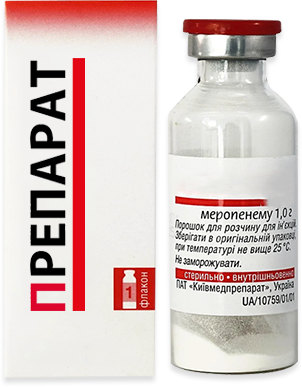 ПРЕПАРАТ
1
Флакон
меропенему 1,0 г
Порошок для розчину для ін'єкцій.
Зберігати в оригінальній упаковці
при температурі не вище 25 °С.
Не заморожувати.
стерильно • внутрішньовенно
ПАТ «Київмедпрепарат», Україна
UA/10759/01/01